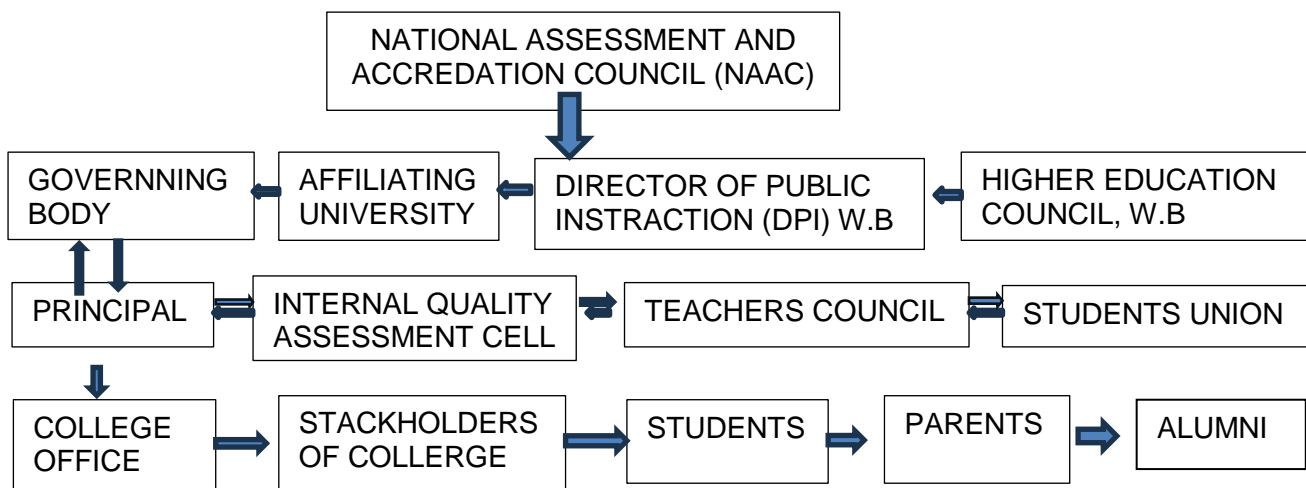 NATIONAL ASSESSMENT AND
ACCREDATION COUNCIL (NAAC)
GOVERNNING
BODY
AFFILIATING
UNIVERSITY
DIRECTOR OF PUBLIC
INSTRACTION (DPI) W.B
HIGHER EDUCATION
COUNCIL, W.B
PRINCIPAL
INTERNAL QUALITY
ASSESSMENT CELL
TEACHERS COUNCIL
STUDENTS UNION
COLLEGE
OFFICE
STACKHOLDERS
OF COLLERGE
STUDENTS
PARENTS
ALUMNI